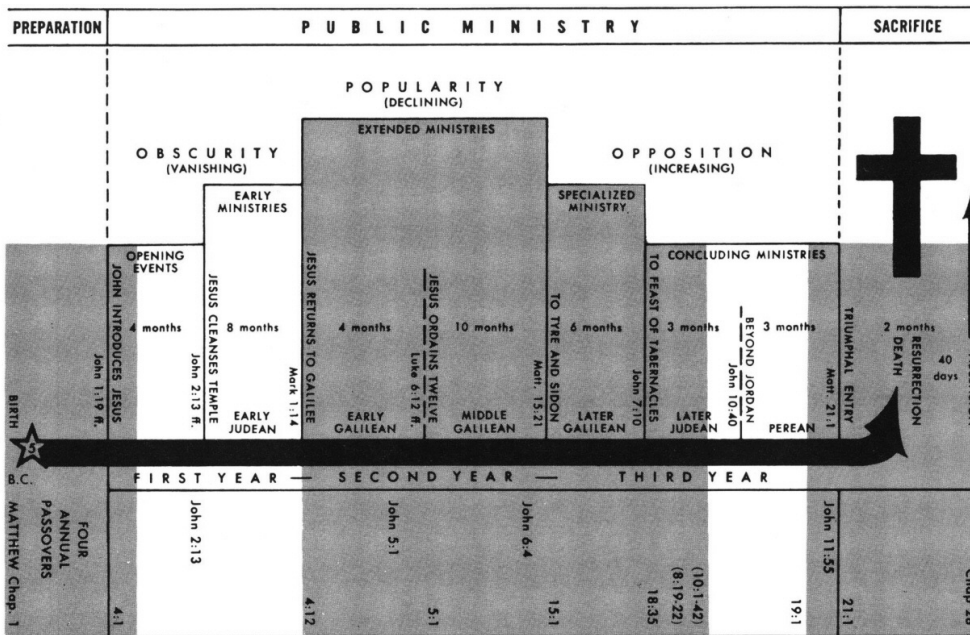 PREPARATION
PUBLIC MINISTRY
SACRIFICE
POPULARITY
(DECLINING)
EXTENDED MINISTRIES
OBSCURITY
(VANISHING)
OPPOSITION
(INCREASING)
EARLY
MINISTRIES
SPECIALIZED
MINISTRY
OPENING
EVENTS
CONCLUDING MINISTRIES
JOHN INTRODUCES JESUS
John 1:19 ff.
4 months
JESUS CLEANSES TEMPLE
John 2:13 ff.
8 months
EARLY
JUDEAN
JESUS RETURNS TO GALILEE
Mark 1:14
4 months
EARLY
GALILEAN
JESUS ORDAINS TWELVE
Luke 6:12 ff.
10 months
MIDDLE
GALILEAN
TO TYRE AND SIDON
Matt. 15:21
6 months
LATER
GALILEAN
TO FEAST OF TABERNACLES
John 7:10
3 months
LATER
JUDEAN
BEYOND JORDAN
John 10:40
3 months
PEREAN
TRIUMPHAL ENTRY
Matt. 21:1
2 months
RESURRECTION
DEATH
40
days
BIRTH
5
B.C.
FIRST YEAR — SECOND YEAR — THIRD YEAR
FOUR
ANNUAL
PASSOVERS
John 2:13
John 5:1
John 6:4
John 11:55
MATTHEW Chap. 1
4:1
4:12
5:1
15:1
18:35
(8:19-22)
(10:1-42)
19:1
21:1